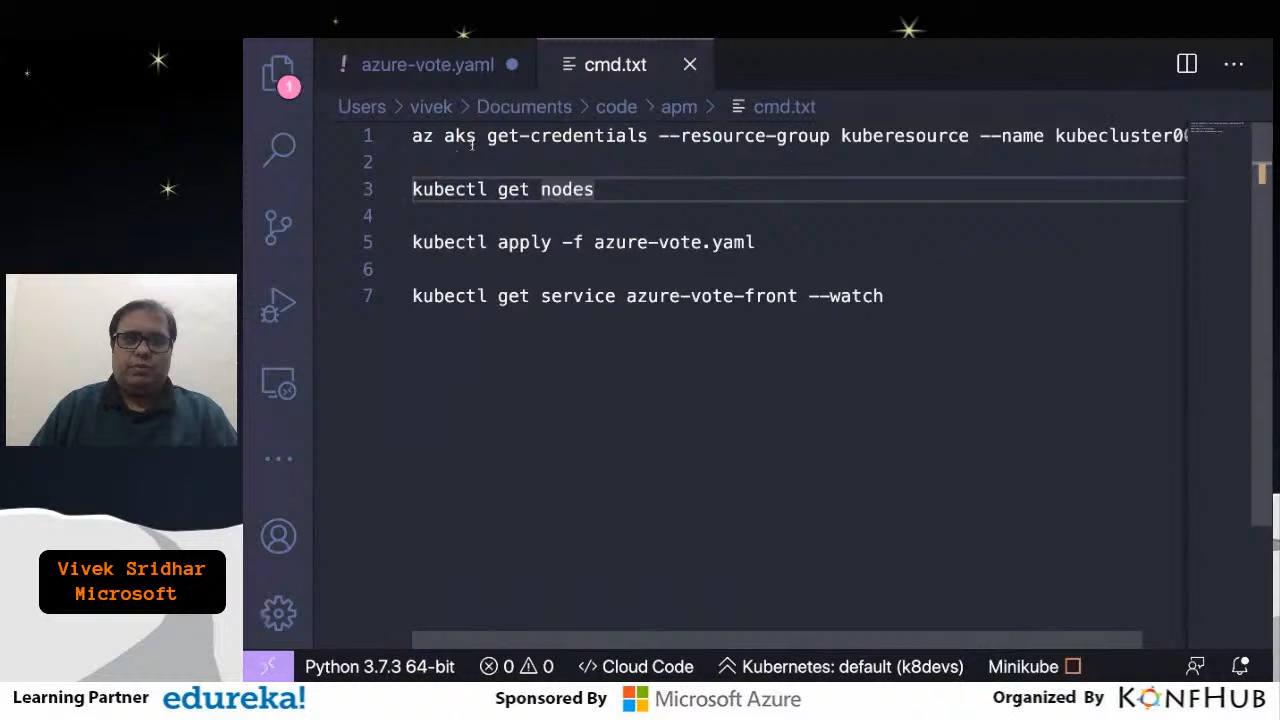 ! azure-vote.yaml
cmd.txt
1
Users > vivek > Documents > code > apm > cmd.txt
1 az aks get-credentials --resource-group kuberesource --name kubecluster00
2
3 kubectl get nodes
4
5 kubectl apply -f azure-vote.yaml
6
7 kubectl get service azure-vote-front --watch
Vivek Sridhar
Microsoft
Python 3.7.3 64-bit 0 0 </> Cloud Code Kubernetes: default (k8devs) Minikube
Learning Partner edureka! Sponsored By Microsoft Azure Organized By KONFHUB